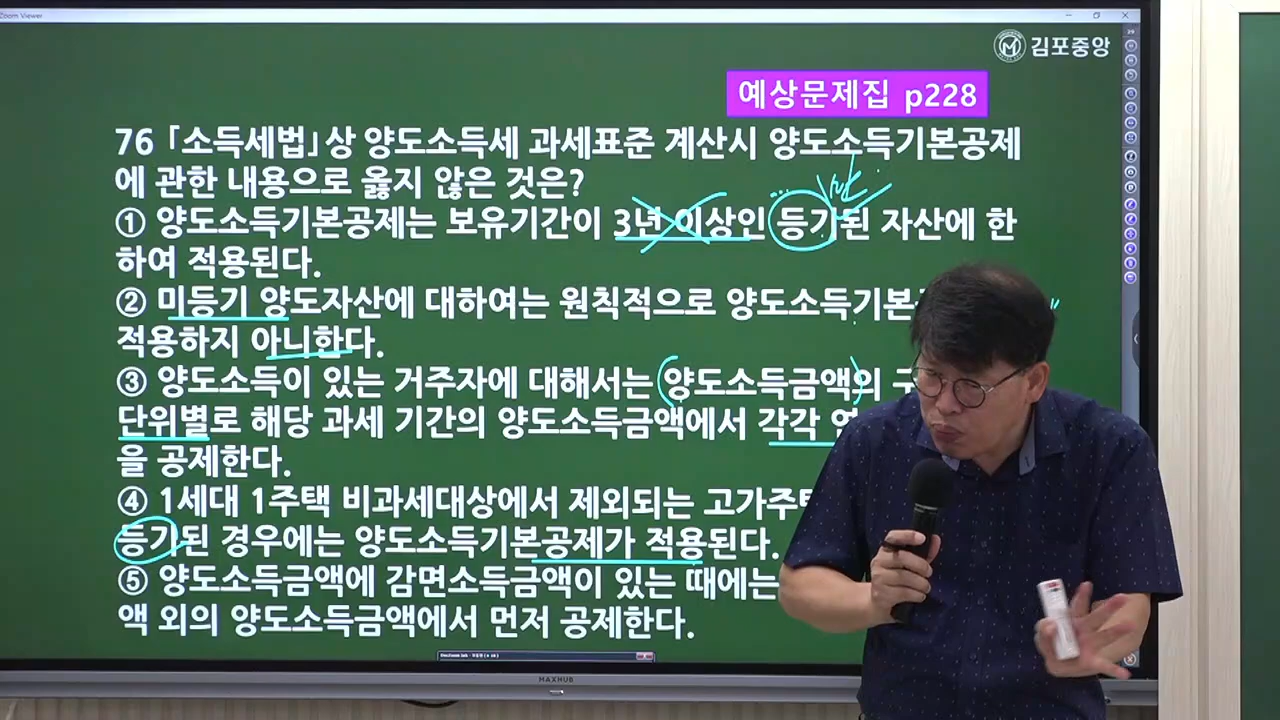 Zoom Viewer
김포중앙
예상문제집 p228
76 「소득세법」상 양도소득세 과세표준 계산시 양도소득기본공제
에 관한 내용으로 옳지 않은 것은?
① 양도소득기본공제는 보유기간이 3년 이상인 등기된 자산에 한
하여 적용된다.
② 미등기 양도자산에 대하여는 원칙적으로 양도소득기본
적용하지 아니한다.
③ 양도소득이 있는 거주자에 대해서는 양도소득금액의
단위별로 해당 과세 기간의 양도소득금액에서 각각
을 공제한다.
④ 1세대 1주택 비과세대상에서 제외되는 고가주택
등기된 경우에는 양도소득기본공제가 적용된다.
⑤ 양도소득금액에 감면소득금액이 있는 때에는
액 외의 양도소득금액에서 먼저 공제한다.
MAXHUB